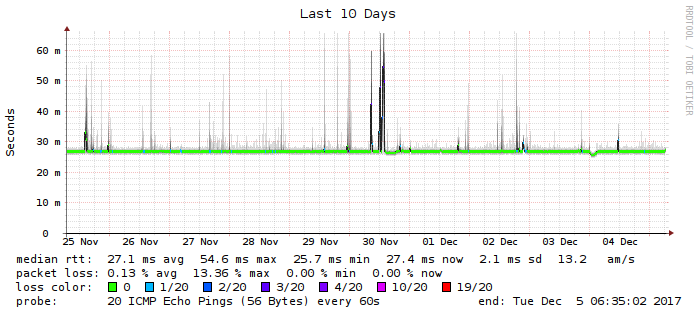 Last 10 Days
RRDTOOL / TOBI OETIKER
Seconds
60 m
50 m
40 m
30 m
20 m
10 m
0
25 Nov 26 Nov 27 Nov 28 Nov 29 Nov 30 Nov 01 Dec 02 Dec 03 Dec 04 Dec
median rtt: 27.1 ms avg 54.6 ms max 25.7 ms min 27.4 ms now 2.1 ms sd 13.2 am/s
packet loss: 0.13 % avg 13.36 % max 0.00 % min 0.00 % now
loss color: 0 1/20 2/20 3/20 4/20 10/20 19/20
probe: 20 ICMP Echo Pings (56 Bytes) every 60s end: Tue Dec 5 06:35:02 2017